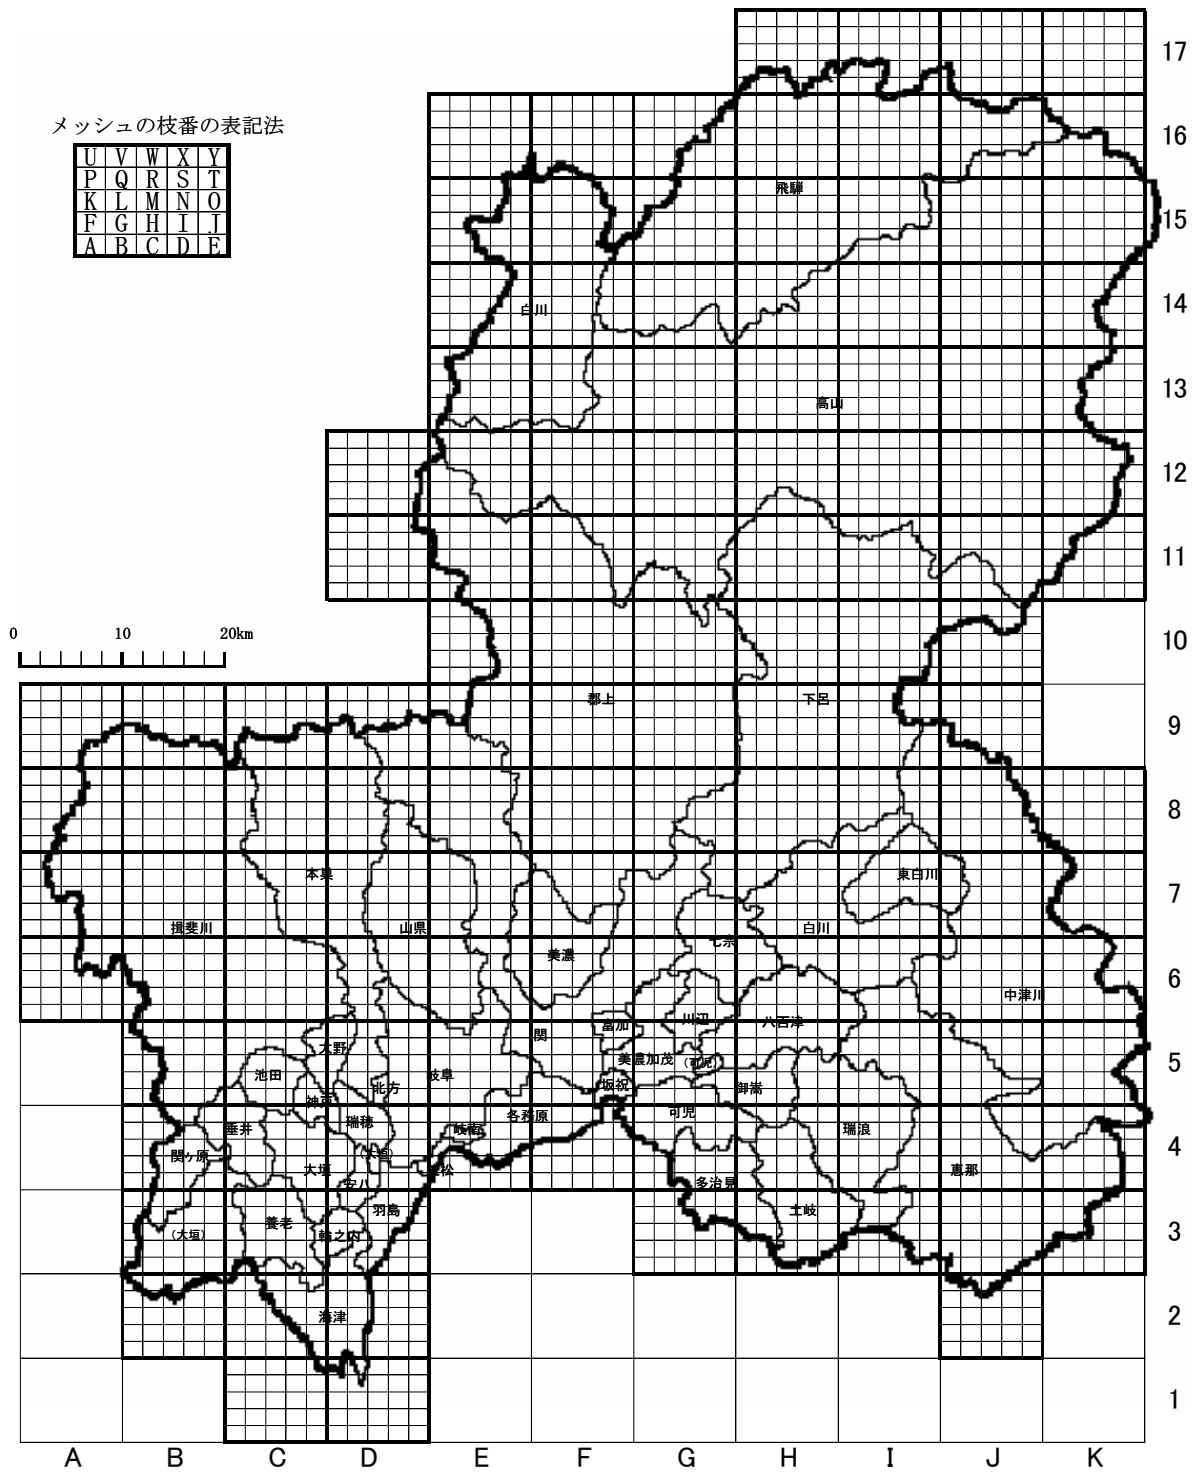 17
メッシュの枝番の表記法
16
U V W X Y
P Q R S T
K L M N O
F G H I J
A B C D E
飛騨
15
白川
14
高山
13
12
11
0 10 20km
10
郡上
下呂
9
8
本巣
東白川
7
揖斐川
山県
白川
七宗
美濃
6
中津川
富加
川辺
八百津
関
大野
美濃加茂
(可児)
5
池田
岐阜
北方
坂祝
御嵩
神戸
可児
各務原
瑞穂
垂井
岐南
瑞浪
(大垣)
4
関ヶ原
大垣
笠松
恵那
安八
多治見
羽島
土岐
養老
(大垣)
輪之内
3
海津
2
1
A B C D E F G H I J K